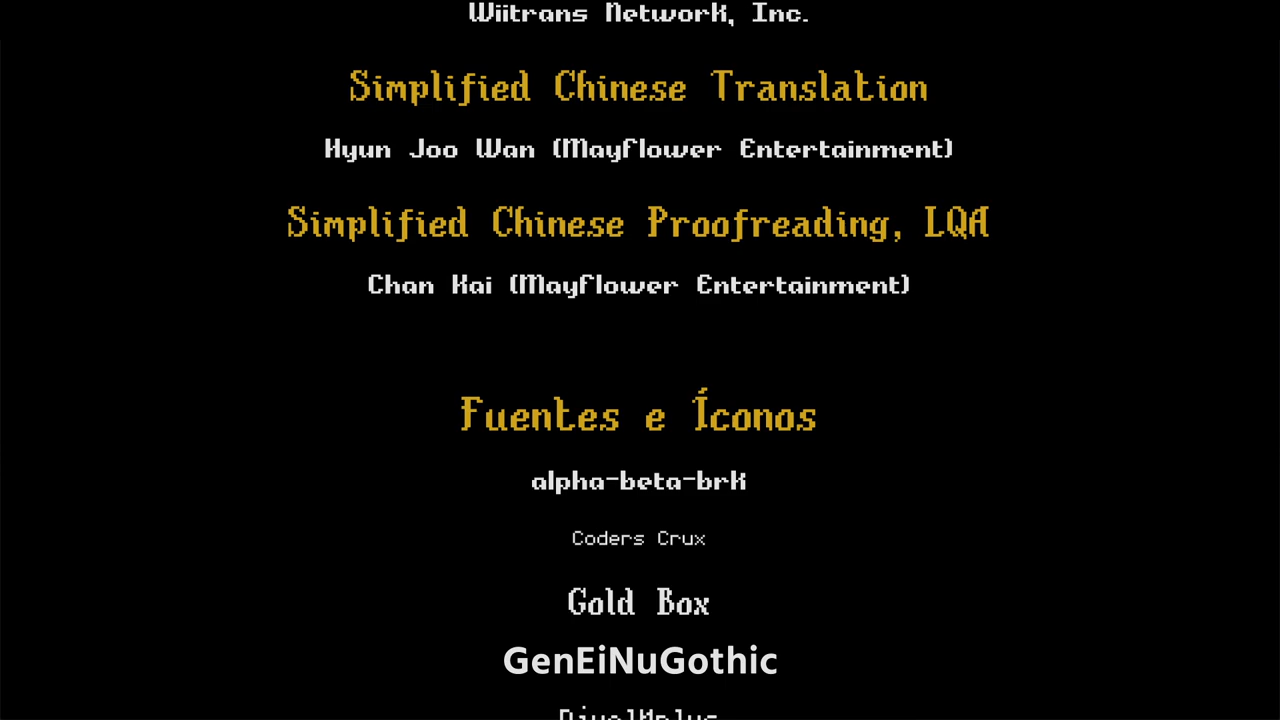 Wiitrans Network, Inc.
Simplified Chinese Translation
Hyun Joo Wan (Mayflower Entertainment)
Simplified Chinese Proofreading, LQA
Chan Kai (Mayflower Entertainment)
Fuentes e Íconos
alpha-beta-brk
Coders Crux
Gold Box
GenEiNuGothic